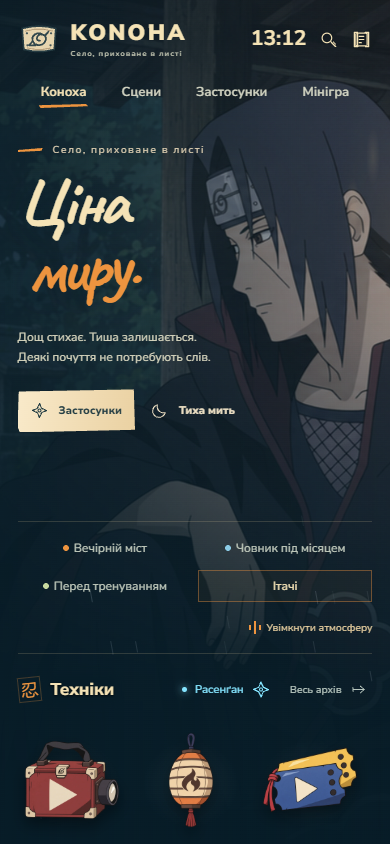 KONOHA
Село, приховане в листі
13:12
Коноха Сцени Застосунки Мінігра
Село, приховане в листі
Ціна
миру.
Дощ стихає. Тиша залишається.
Деякі почуття не потребують слів.
Застосунки Тиха мить
Вечірній міст Човник під місяцем
Перед тренуванням Ітачі
Увімкнути атмосферу
忍 Техніки Расенґан Весь архів